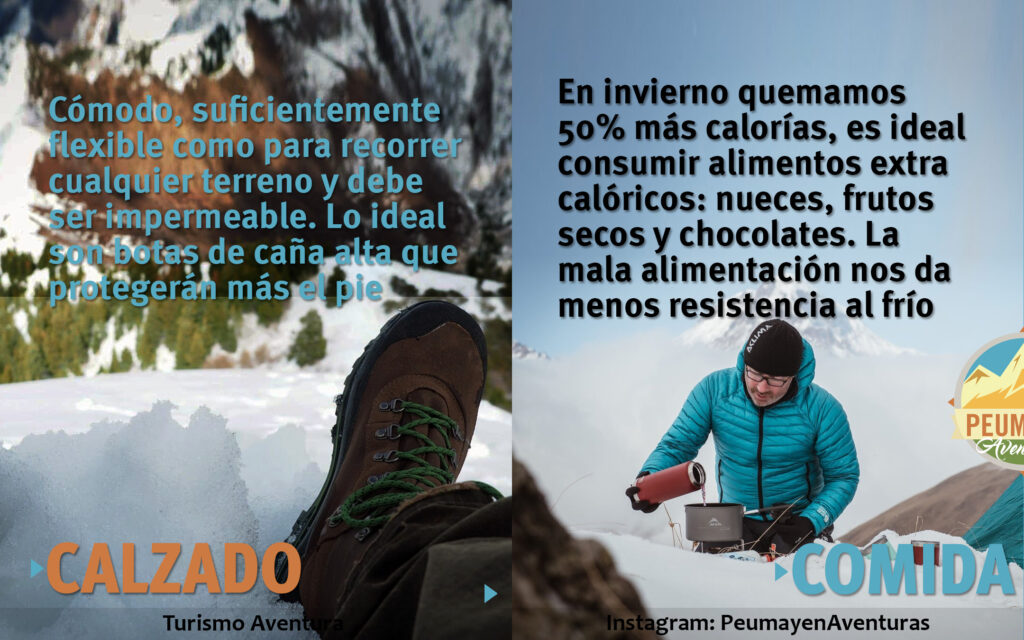 Cómodo, suficientemente
flexible como para recorrer
cualquier terreno y debe
ser impermeable. Lo ideal
son botas de caña alta que
protegerán más el pie
CALZADO
Turismo Aventura
En invierno quemamos
50% más calorías, es ideal
consumir alimentos extra
calóricos: nueces, frutos
secos y chocolates. La
mala alimentación nos da
menos resistencia al frío
ACLIMA
PEUM
Aven
COMIDA
Instagram: PeumayenAventuras